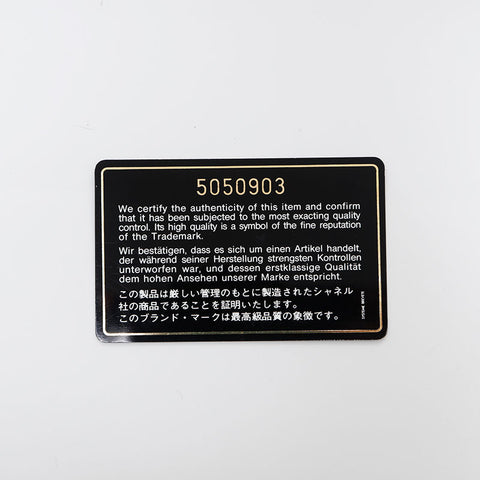 5050903
We certify the authenticity of this item and confirm
that it has been subjected to the most exacting quality
control. Its high quality is a symbol of the fine reputation
of the Trademark.
Wir bestätigen, dass es sich um einen Artikel handelt,
der während seiner Herstellung strengsten Kontrollen
unterworfen war, und dessen erstklassige Qualität
dem hohen Ansehen unserer Marke entspricht.
この製品は厳しい管理のもとに製造されたシャネル
社の商品であることを証明いたします。
このブランド・マークは最高級品質の象徴です。